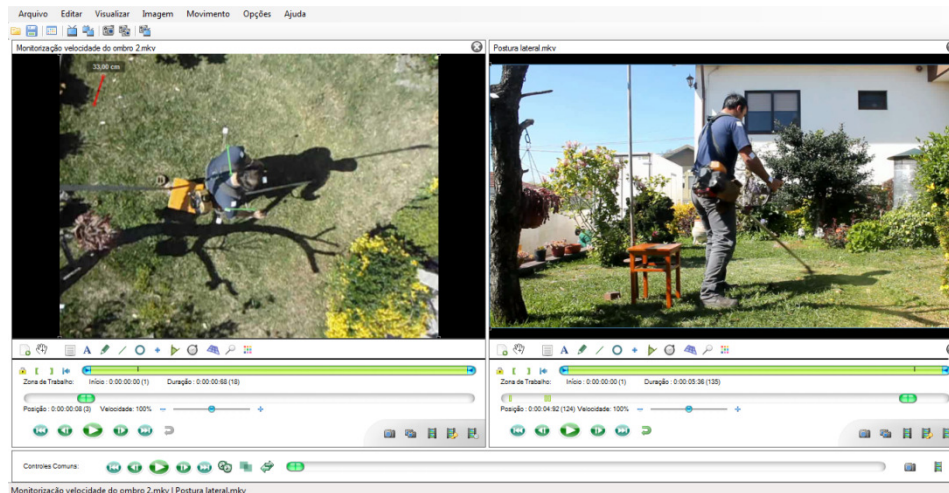 Arquivo Editar Visualizar Imagem Movimento Opções Ajuda
Monitorização velocidade do ombro 2.mkv
Postura lateral.mkv
33,00 cm
Zona de Trabalho: Início : 0:00:00:00 (1) Duração : 0:00:00:68 (18)
Posição : 0:00:00:08 (3) Velocidade: 100%
Zona de Trabalho: Início : 0:00:00:00 (1) Duração : 0:00:05:36 (135)
Posição : 0:00:04:92 (124) Velocidade: 100%
Controles Comuns:
Monitorização velocidade do ombro 2.mkv | Postura lateral.mkv